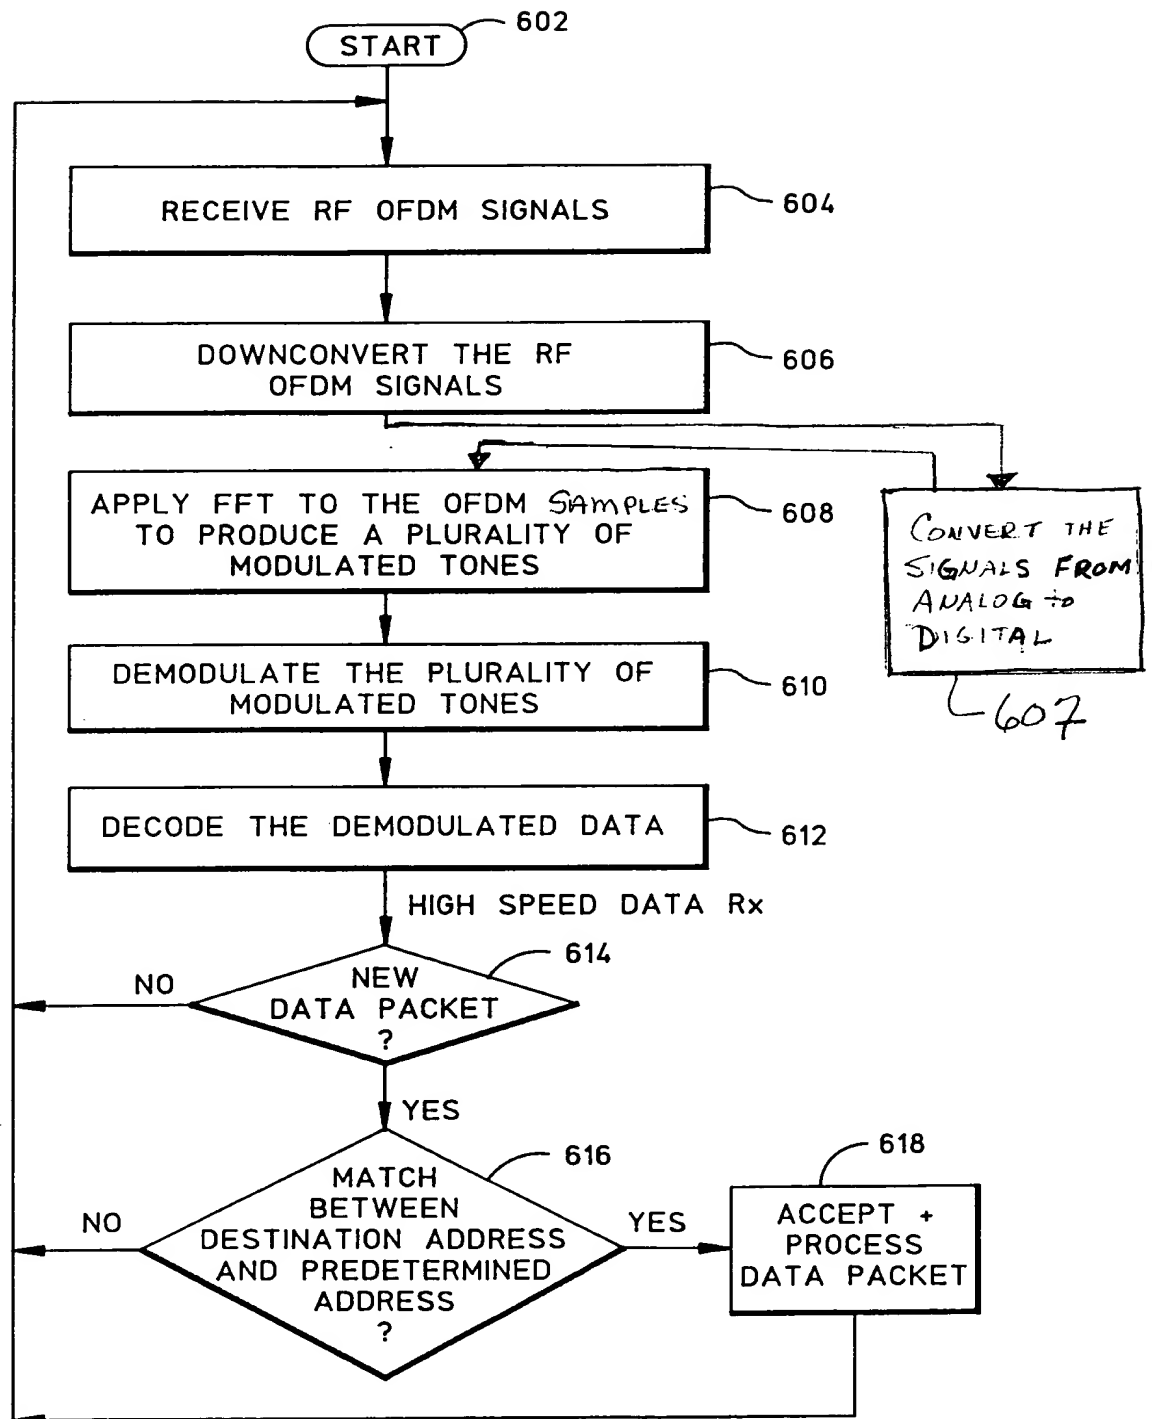 START
602
RECEIVE RF OFDM SIGNALS
604
DOWNCONVERT THE RF
OFDM SIGNALS
606
APPLY FFT TO THE OFDM SAMPLES
TO PRODUCE A PLURALITY OF
MODULATED TONES
608
CONVERT THE
SIGNALS FROM
ANALOG to
DIGITAL
607
DEMODULATE THE PLURALITY OF
MODULATED TONES
610
DECODE THE DEMODULATED DATA
612
HIGH SPEED DATA Rx
614
NEW
DATA PACKET
?
NO
YES
616
MATCH
BETWEEN
DESTINATION ADDRESS
AND PREDETERMINED
ADDRESS
?
NO
YES
618
ACCEPT +
PROCESS
DATA PACKET